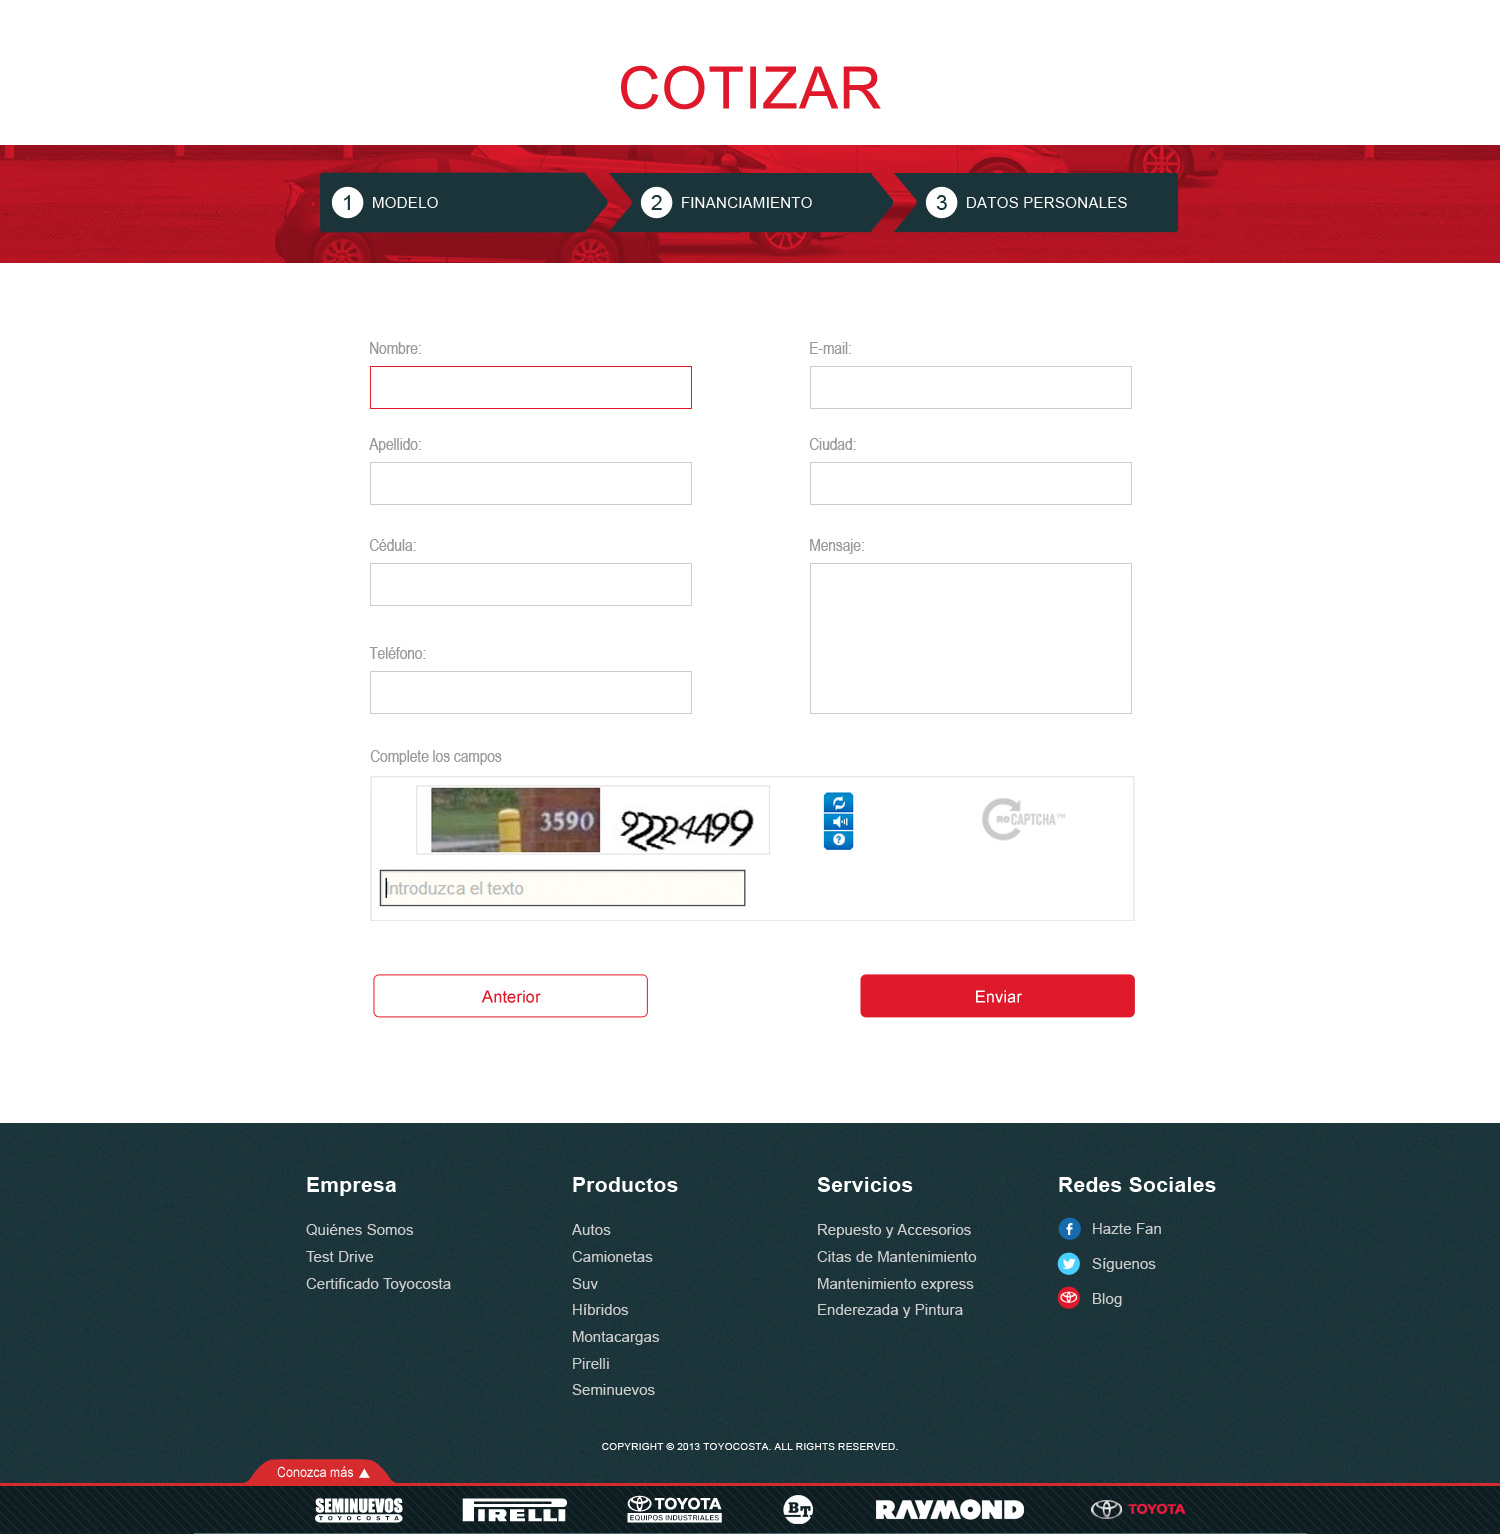 COTIZAR
1 MODELO
2 FINANCIAMIENTO
3 DATOS PERSONALES
Nombre:
E-mail:
Apellido:
Ciudad:
Cédula:
Mensaje:
Teléfono:
Complete los campos
3590
92224499
reCAPTCHA™
Introduzca el texto
Anterior
Enviar
Empresa
Quiénes Somos
Test Drive
Certificado Toyocosta
Productos
Autos
Camionetas
Suv
Híbridos
Montacargas
Pirelli
Seminuevos
Servicios
Repuesto y Accesorios
Citas de Mantenimiento
Mantenimiento express
Enderezada y Pintura
Redes Sociales
Hazte Fan
Síguenos
Blog
COPYRIGHT © 2013 TOYOCOSTA. ALL RIGHTS RESERVED.
Conozca más
SEMINUEVOS
TOYOCOSTA
PIRELLI
TOYOTA
EQUIPOS INDUSTRIALES
BT
RAYMOND
TOYOTA